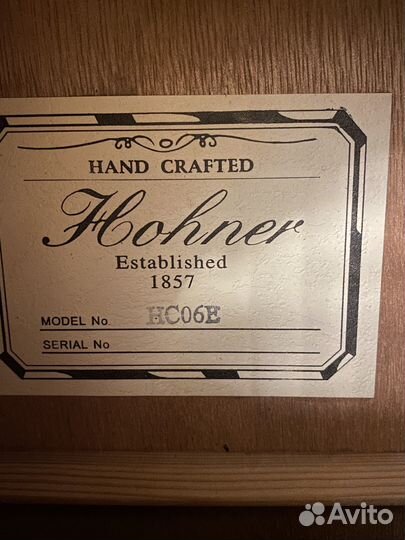 HAND CRAFTED
Hohner
Established
1857
MODEL No. HC06E
SERIAL No
Avito